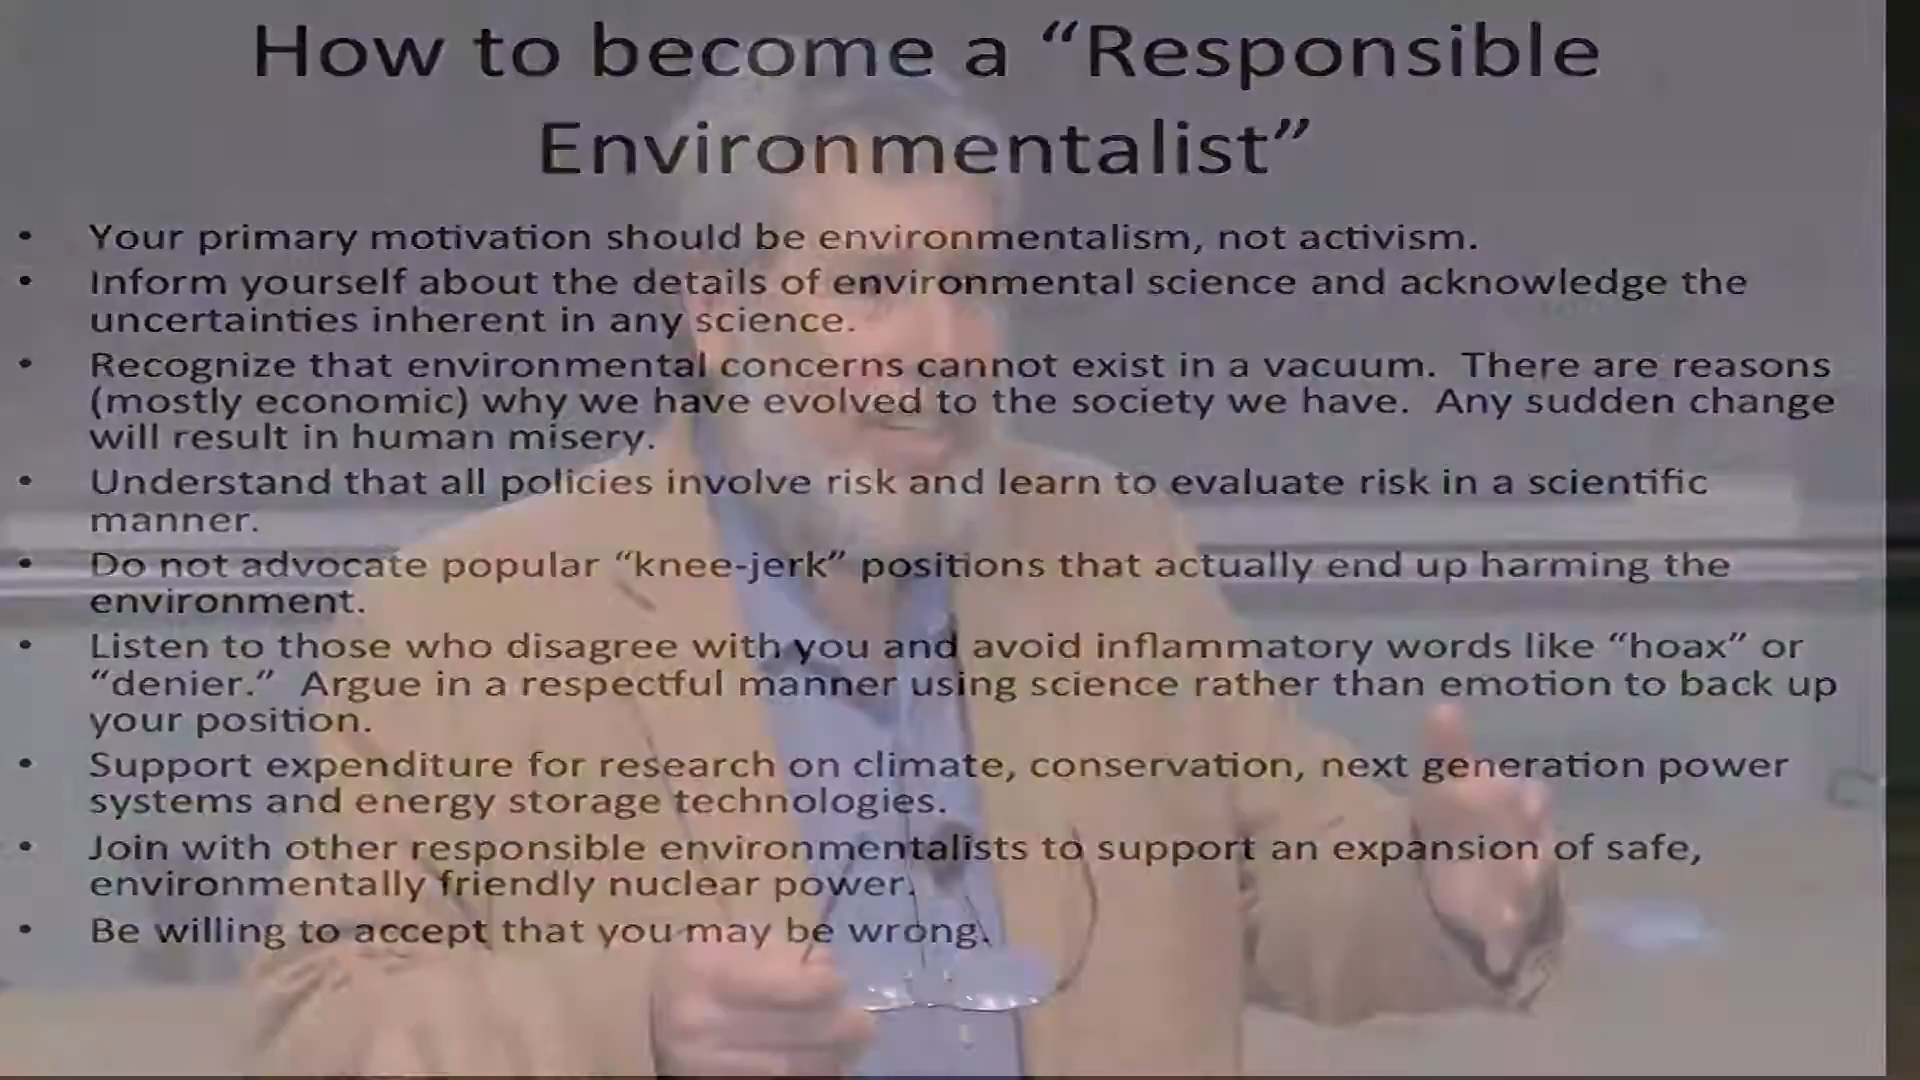 How to become a “Responsible
Environmentalist”
• Your primary motivation should be environmentalism, not activism.
• Inform yourself about the details of environmental science and acknowledge the
uncertainties inherent in any science.
• Recognize that environmental concerns cannot exist in a vacuum. There are reasons
(mostly economic) why we have evolved to the society we have. Any sudden change
will result in human misery.
• Understand that all policies involve risk and learn to evaluate risk in a scientific
manner.
• Do not advocate popular “knee-jerk” positions that actually end up harming the
environment.
• Listen to those who disagree with you and avoid inflammatory words like “hoax” or
“denier.” Argue in a respectful manner using science rather than emotion to back up
your position.
• Support expenditure for research on climate, conservation, next generation power
systems and energy storage technologies.
• Join with other responsible environmentalists to support an expansion of safe,
environmentally friendly nuclear power.
• Be willing to accept that you may be wrong.